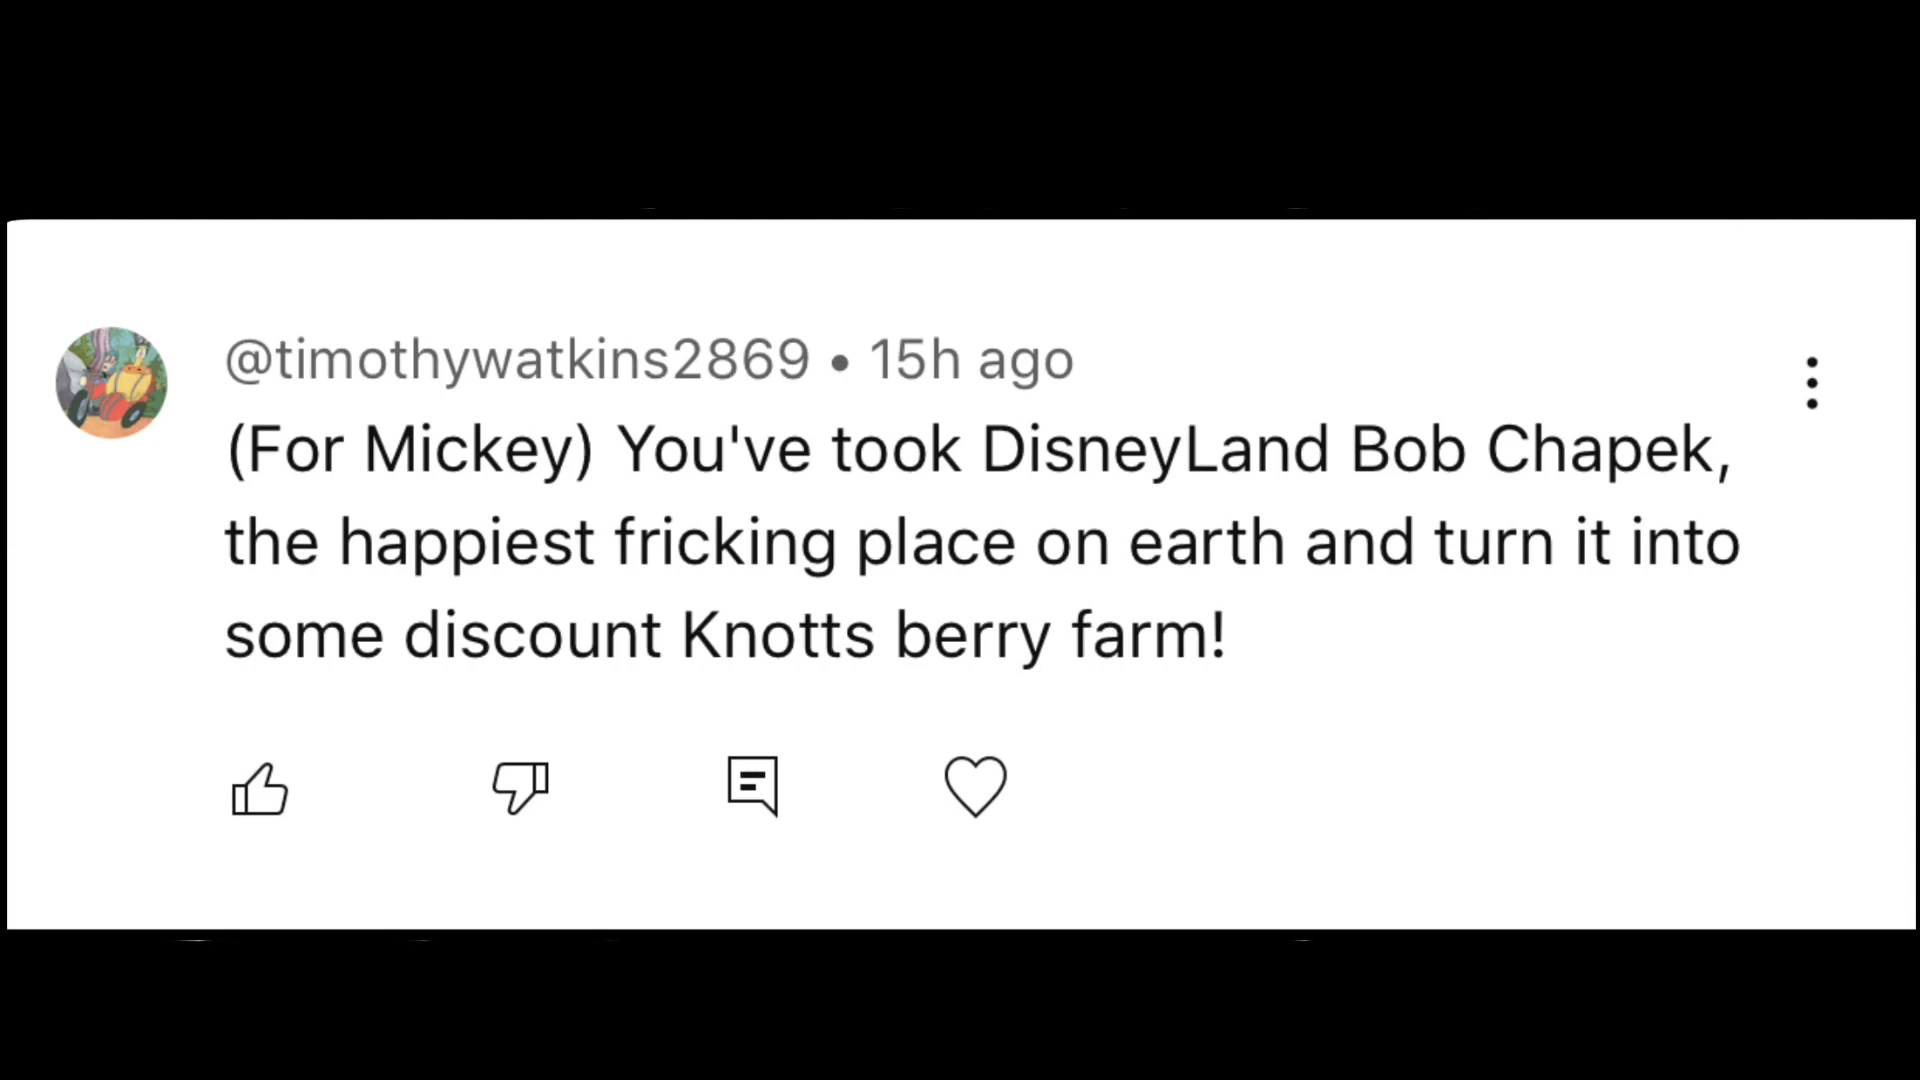 @timothywatkins2869 • 15h ago
(For Mickey) You've took DisneyLand Bob Chapek,
the happiest fricking place on earth and turn it into
some discount Knotts berry farm!